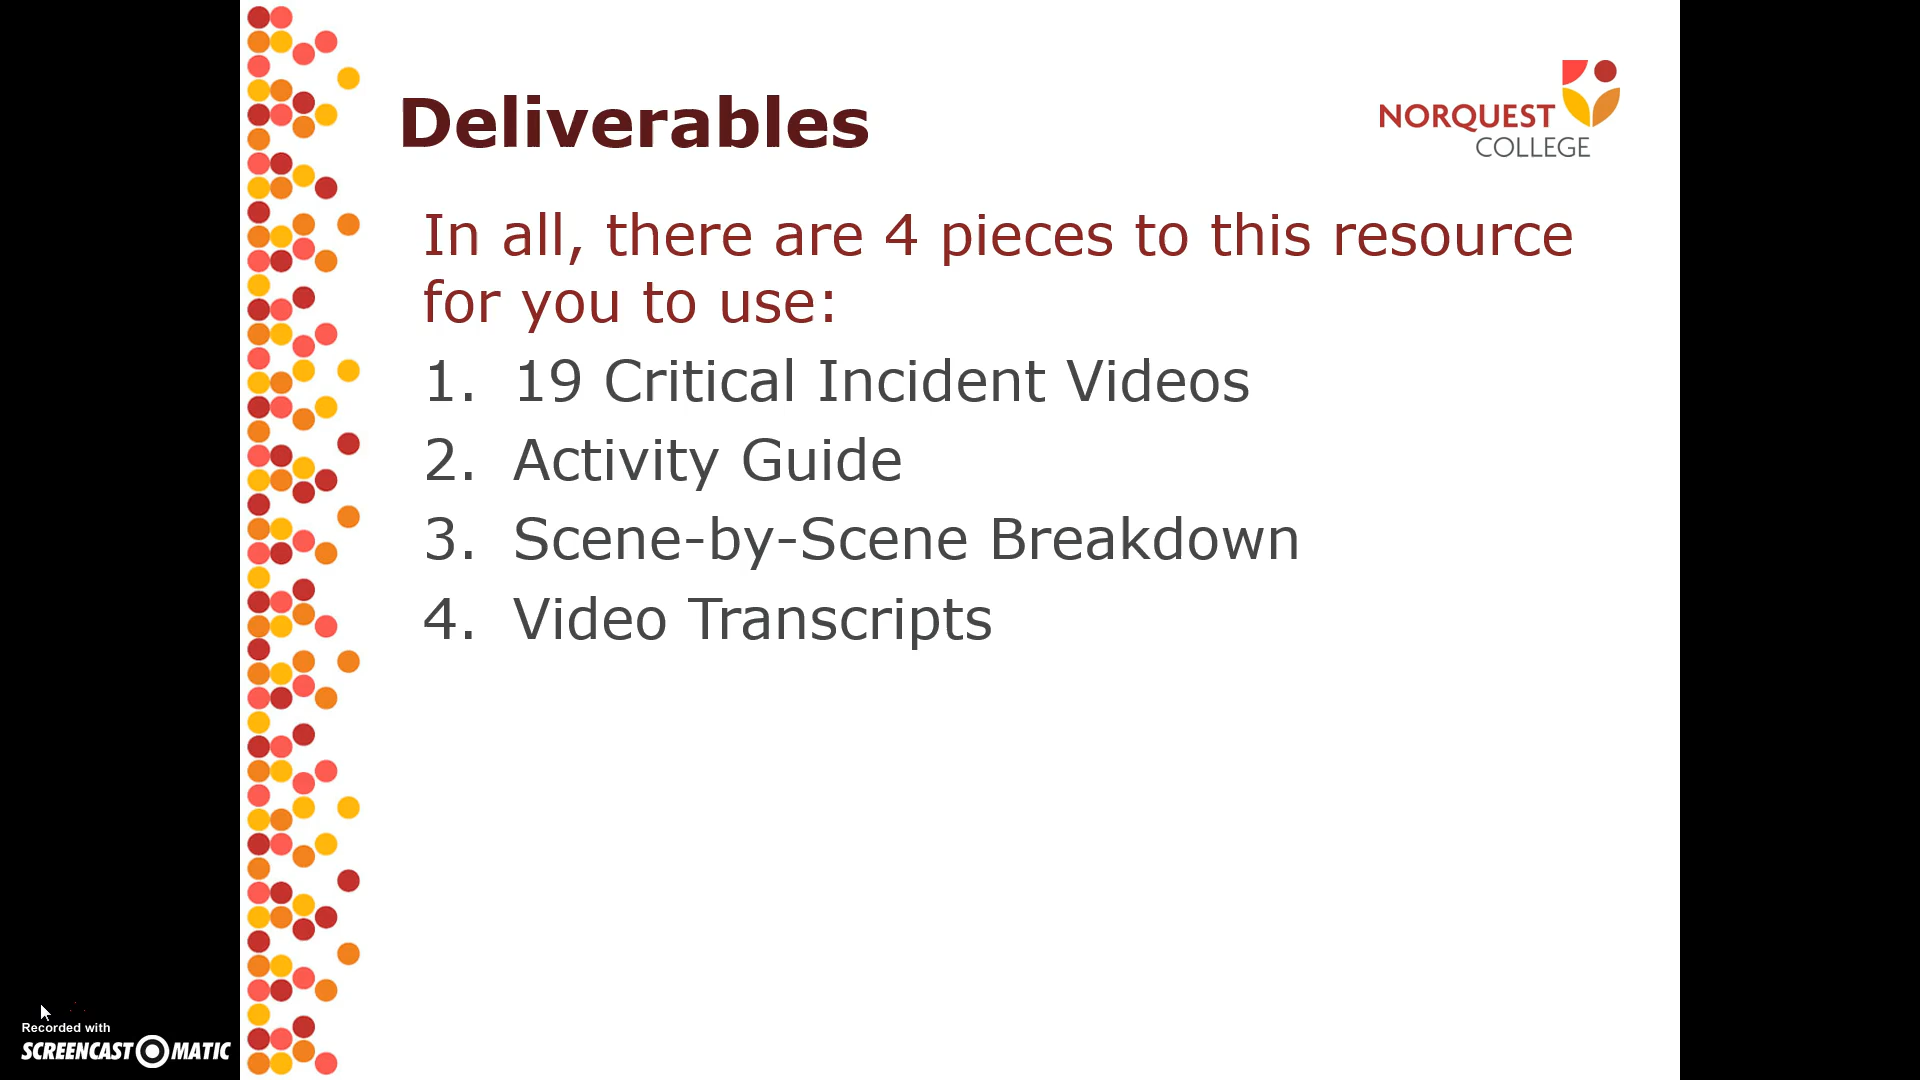 Deliverables
NORQUEST
COLLEGE
In all, there are 4 pieces to this resource
for you to use:
1. 19 Critical Incident Videos
2. Activity Guide
3. Scene-by-Scene Breakdown
4. Video Transcripts
Recorded with
SCREENCAST MATIC